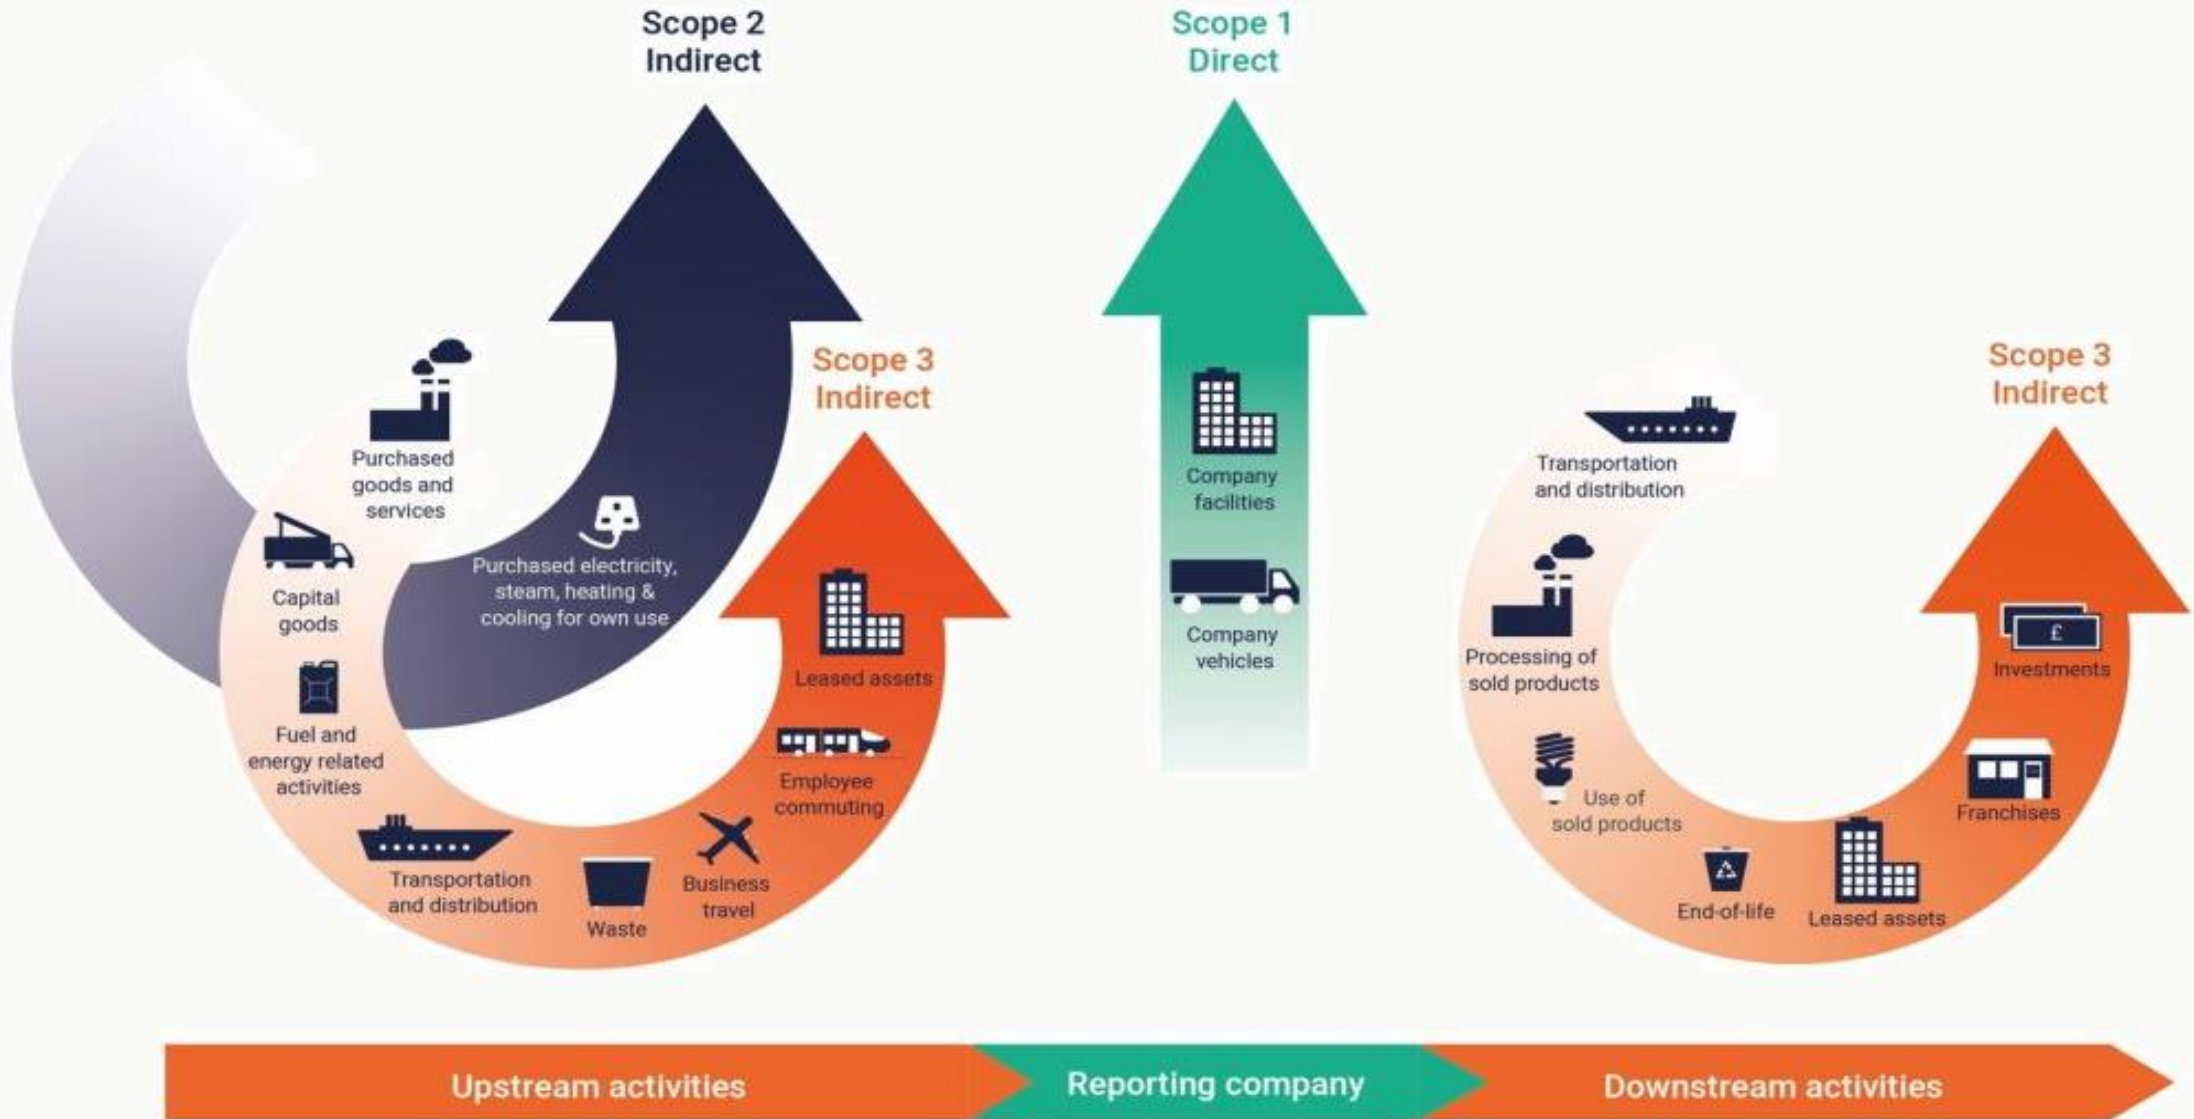 Scope 2
Indirect
Scope 1
Direct
Scope 3
Indirect
Scope 3
Indirect
Purchased
goods and
services
Capital
goods
Fuel and
energy related
activities
Transportation
and distribution
Waste
Business
travel
Employee
commuting
Leased assets
Purchased electricity,
steam, heating &
cooling for own use
Company
facilities
Company
vehicles
Transportation
and distribution
Processing of
sold products
Use of
sold products
End-of-life
Leased assets
Franchises
£
Investments
Upstream activities
Reporting company
Downstream activities